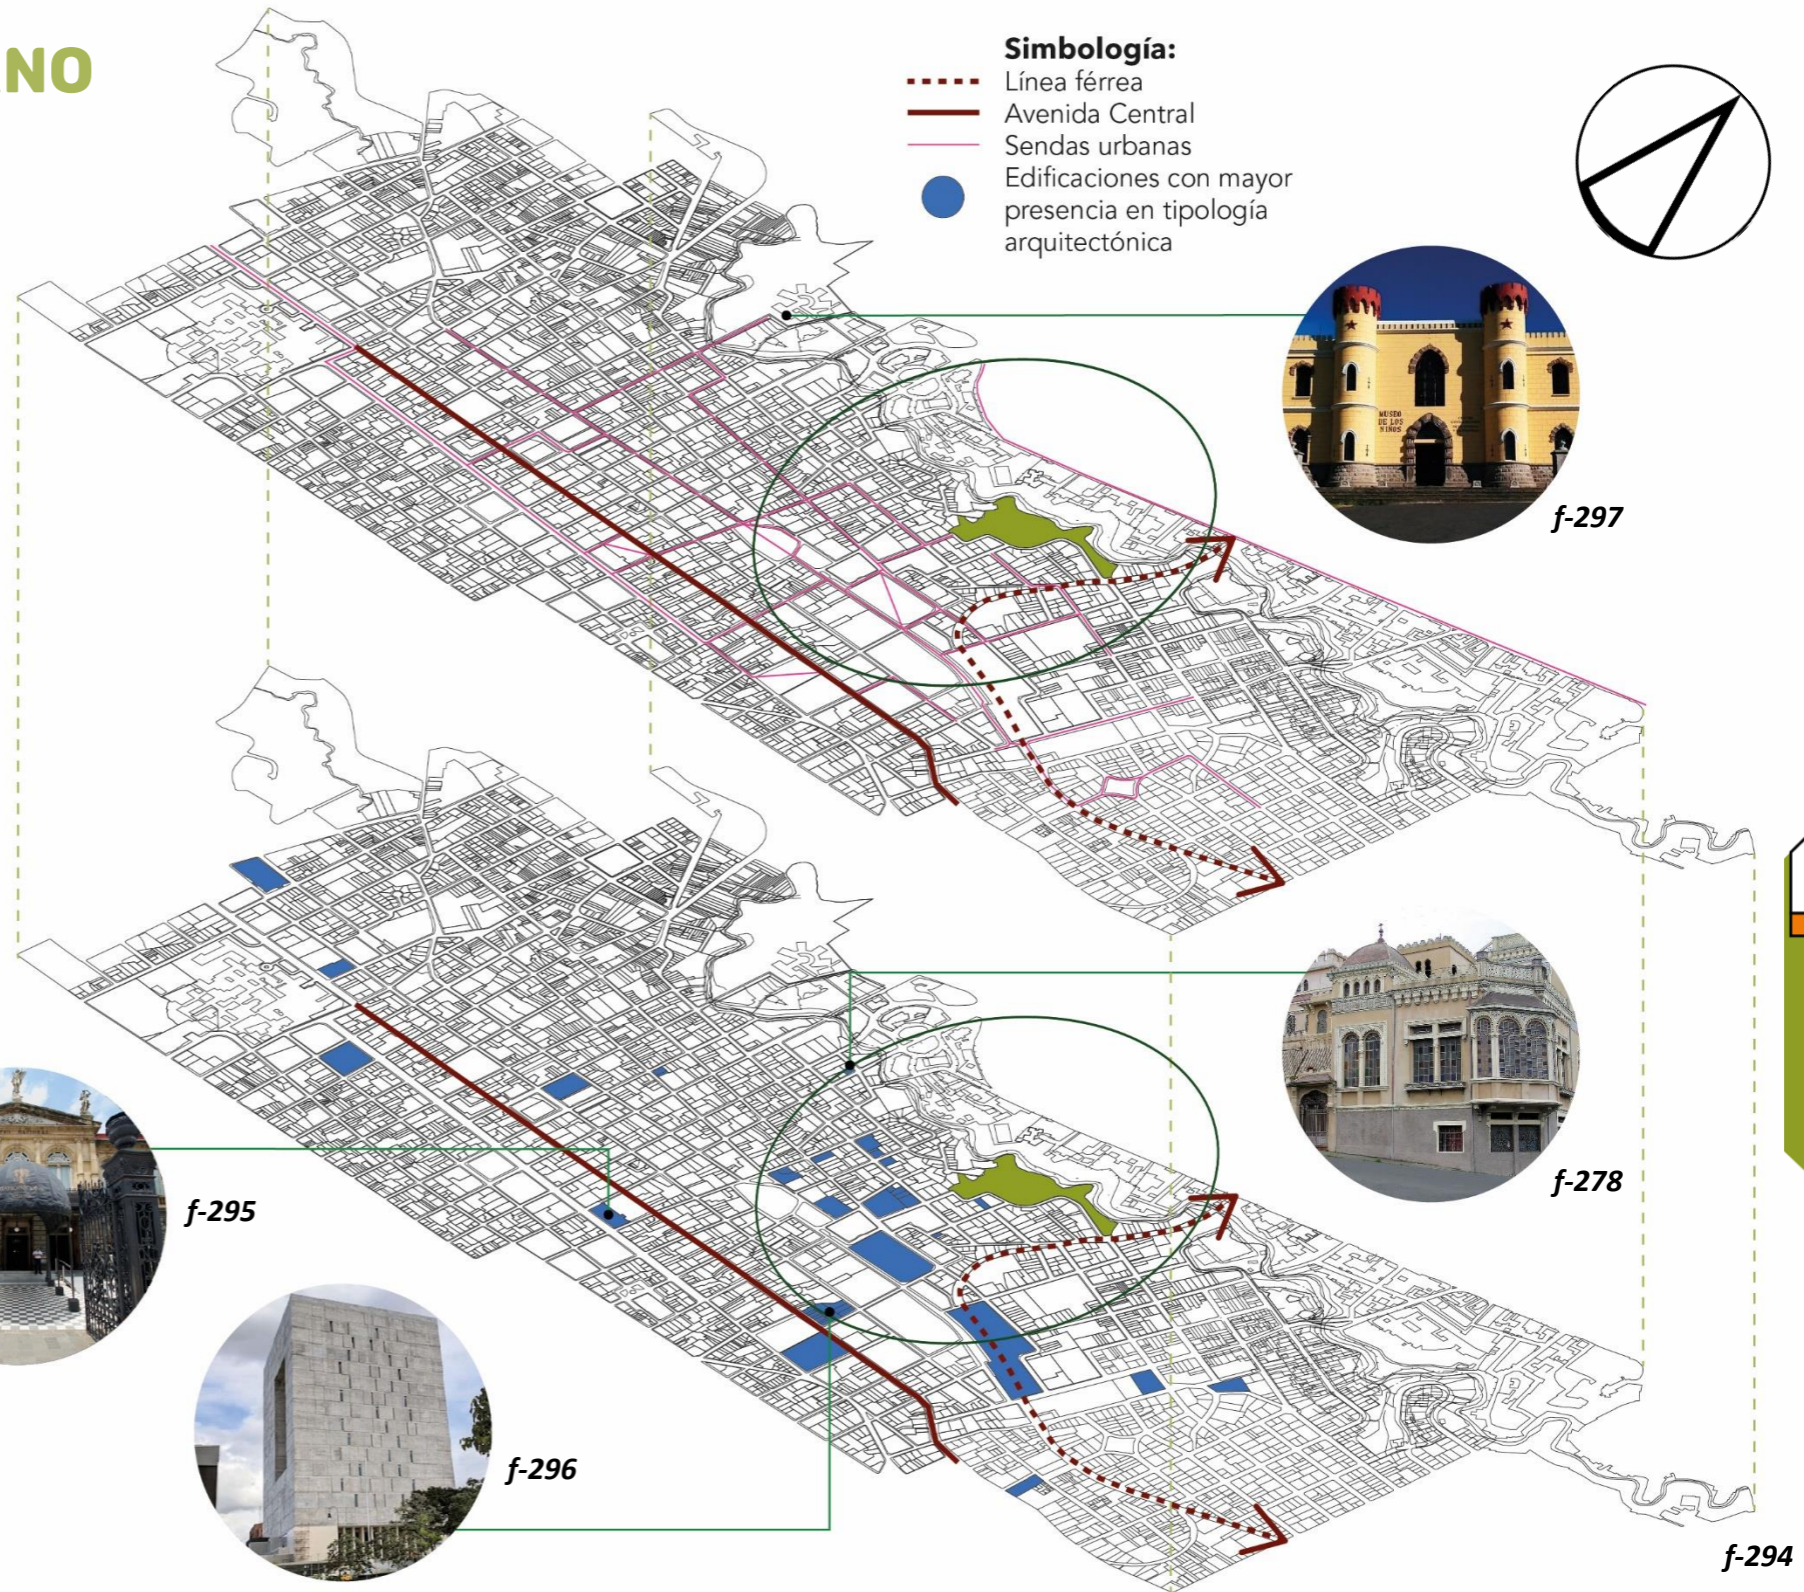 NO
Simbología:
Línea férrea
Avenida Central
Sendas urbanas
Edificaciones con mayor
presencia en tipología
arquitectónica
MUSEO
DE LOS
NIÑOS
f-297
f-278
f-295
f-296
f-294